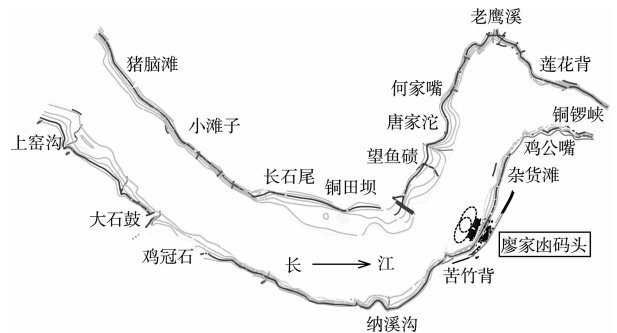 老鹰溪
猪脑滩
莲花背
何家嘴
铜锣峡
小滩子
唐家沱
上窑沟
鸡公嘴
望鱼碛
杂货滩
长石尾
铜田坝
大石鼓
廖家凼码头
鸡冠石
长 江
苦竹背
纳溪沟